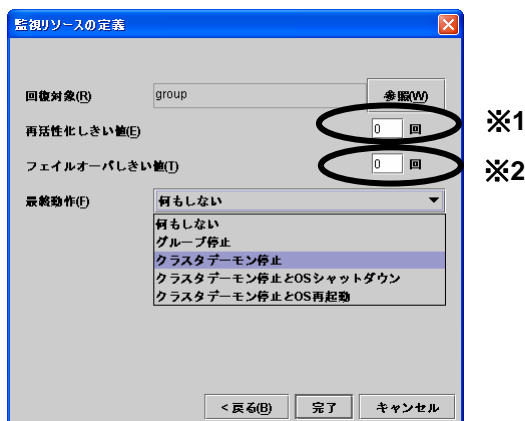 監視リソースの定義
回復対象(R) group 参照(W)
再活性化しきい値(E) 0 回 ※1
フェイルオーバしきい値(T) 0 回 ※2
最終動作(F) 何もしない
何もしない
グループ停止
クラスタデーモン停止
クラスタデーモン停止とOSシャットダウン
クラスタデーモン停止とOS再起動
< 戻る(B) 完了 キャンセル